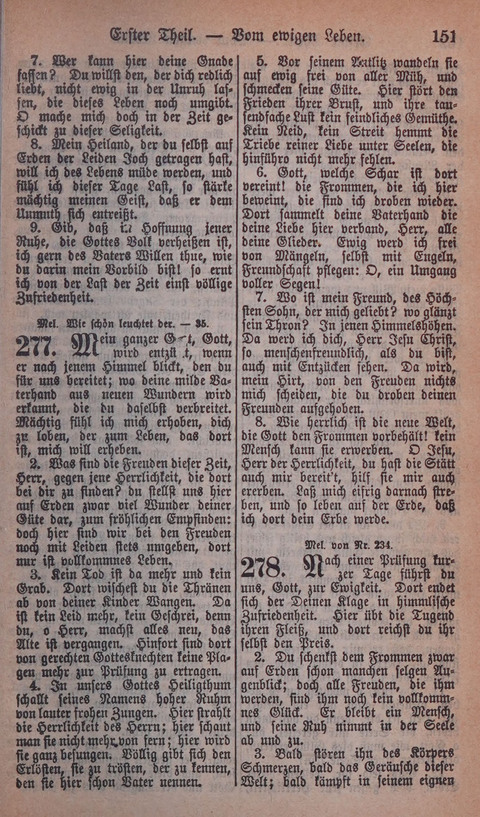 Erster Theil. — Vom ewigen Leben. 151
7. Wer kann hier deine Gnade
fassen? Du willst den, der dich redlich
liebt, nicht ewig in der Unruh las-
sen, die dieses Leben noch umgibt.
O mache mich doch in der Zeit ge-
schickt zu dieser Seligkeit.
8. Mein Heiland, der du selbst auf
Erden der Leiden Joch getragen hast,
will ich des Lebens müde werden, und
fühl ich dieser Tage Last, so stärke
mächtig meinen Geist, daß er dem
Unmuth sich entreißt.
9. Gib, daß in Hoffnung jener
Ruhe, die Gottes Volk verheißen ist,
ich gern des Vaters Willen thue, wie
du darin mein Vorbild bist! so ernt
ich von der Last der Zeit einst völlige
Zufriedenheit.
Mel. Wie schön leuchtet der. — 35.
277. Mein ganzer Geist, Gott,
wird entzückt, wenn
er nach jenem Himmel blickt, den du
für uns bereitet; wo deine milde Va-
terhand aus neuen Wundern wird
erkannt, die du daselbst verbreitet.
Mächtig fühl ich mich erhoben, dich
zu loben, der zum Leben, das dort
ist, mich will erheben.
2. Was sind die Freuden dieser Zeit,
Herr, gegen jene Herrlichkeit, die dort
bei dir zu finden? du stellst uns hier
auf Erden zwar viel Wunder deiner
Güte dar, zum fröhlichen Empfinden:
doch hier sind wir bei den Freuden
noch mit Leiden stets umgeben, dort
nur ist vollkommnes Leben.
3. Kein Tod ist da mehr und kein
Grab. Dort wischest du die Thränen
ab von deiner Kinder Wangen. Da
ist kein Leid mehr, kein Geschrei, denn
du, o Herr, machst alles neu, das
Alte ist vergangen. Hinfort sind dort
von gerechten Gottesknechten keine Pla-
gen mehr zur Prüfung zu ertragen.
4. In unsers Gottes Heiligthum
schallt seines Namens hoher Ruhm
von lauter frohen Zungen. Hier strahlt
die Herrlichkeit des Herrn; hier schaut
man sie nicht mehr von fern; hier wird
sie ganz besungen. Völlig gibt sich den
Erlösten, sie zu trösten, der zu kennen,
den sie hier schon Vater nennen.
5. Vor seinem Antlitz wandeln sie
auf ewig frei von aller Müh, und
schmecken seine Güte. Hier stört den
Frieden ihrer Brust, und ihre tau-
sendfache Lust kein feindliches Gemüthe.
Kein Neid, kein Streit hemmt die
Triebe reiner Liebe unter Seelen, die
hinführo nicht mehr fehlen.
6. Gott, welche Schar ist dort
vereint! die Frommen, die ich hier
beweint, die find ich droben wieder.
Dort sammelt deine Vaterhand die
deine Liebe hier verband, Herr, alle
deine Glieder. Ewig werd ich frei
von Mängeln, selbst mit Engeln,
Freundschaft pflegen: O, ein Umgang
voller Segen!
7. Wo ist mein Freund, des Höch-
sten Sohn, der mich geliebt? wo glänzt
sein Thron? In jenen Himmelshöhen.
Da werd ich dich, Herr Jesu Christ,
so menschenfreundlich, als du bist,
auch mit Entzücken sehen. Da wird,
mein Hirt, von den Freuden nichts
mich scheiden, die du droben deinen
Freunden aufgehoben.
8. Wie herrlich ist die neue Welt,
die Gott den Frommen vorbehält! kein
Mensch kann sie erwerben. O Jesu,
Herr der Herrlichkeit, du hast die Stätt
auch mir bereit't, hilf sie mir auch
ererben. Laß mich eifrig darnach stre-
ben, und so leben auf der Erde, daß
ich dort dein Erbe werde.
Mel. von Nr. 234.
278. Nach einer Prüfung kur-
zer Tage führst du
uns, Gott, zur Ewigkeit. Dort endet
sich der Deinen Klage in himmlische
Zufriedenheit. Hier übt die Tugend
ihren Fleiß, und dort reichst du ihr
selbst den Preis.
2. Du schenkst dem Frommen zwar
auf Erden schon manchen selgen Au-
genblick; doch alle Freuden, die ihm
werden, sind ihm noch kein vollkomm-
nes Glück. Er bleibt ein Mensch,
und seine Ruh nimmt in der Seele
ab und zu.
3. Bald stören ihn des Körpers
Schmerzen, bald das Geräusche dieser
Welt; bald kämpft in seinem eignen